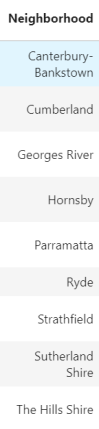 Neighborhood
Canterbury-
Bankstown
Cumberland
Georges River
Hornsby
Parramatta
Ryde
Strathfield
Sutherland
Shire
The Hills Shire